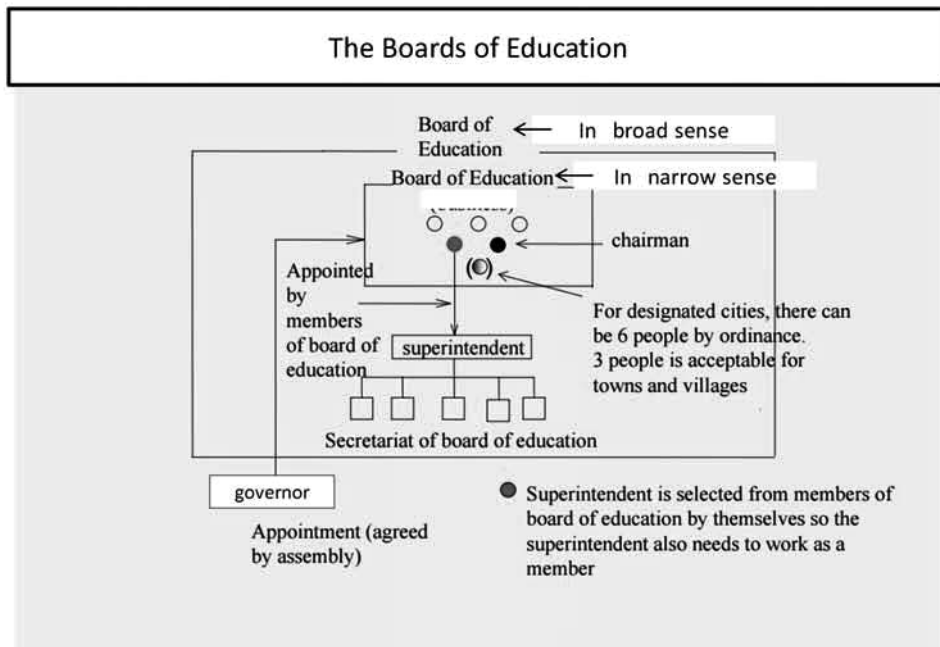 The Boards of Education
Board of
Education
In broad sense
Board of Education
In narrow sense
chairman
Appointed
by
members
of board of
education
For designated cities, there can
be 6 people by ordinance.
3 people is acceptable for
towns and villages
superintendent
Secretariat of board of education
governor
Appointment (agreed
by assembly)
Superintendent is selected from members of
board of education by themselves so the
superintendent also needs to work as a
member